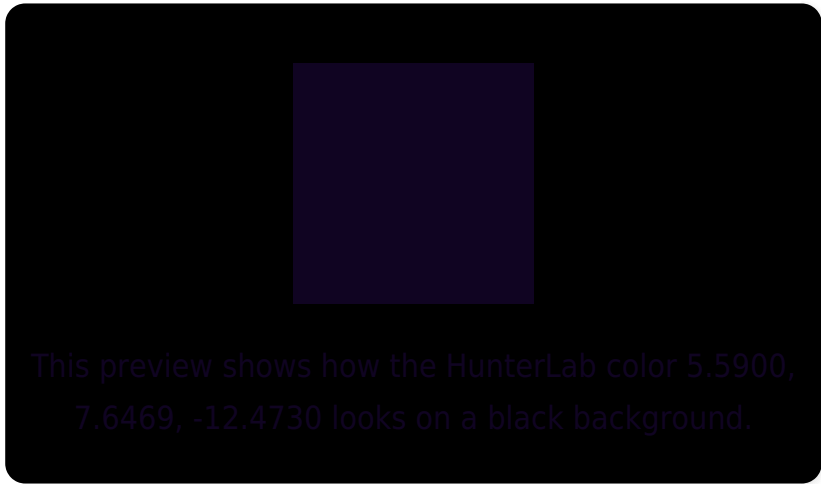 This preview shows how the HunterLab color 5.5900,
7.6469, -12.4730 looks on a black background.